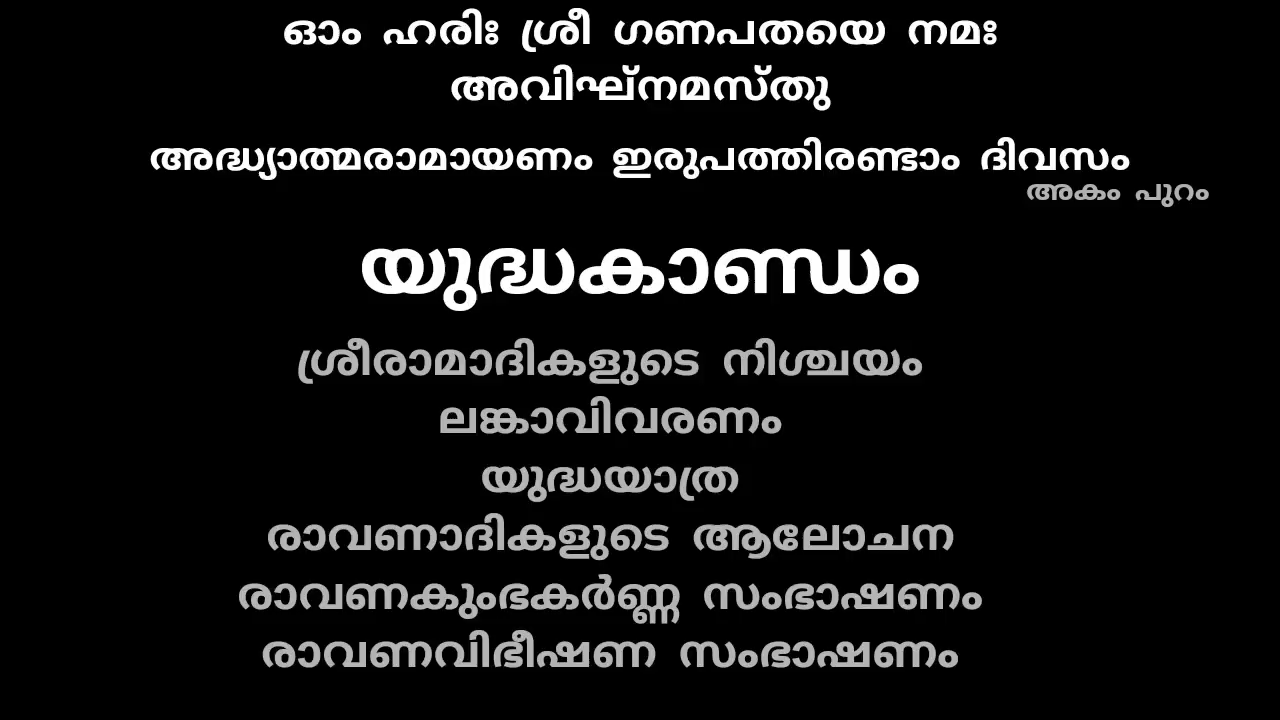 ഓം ഹരിഃ ശ്രീ ഗണപതയെ നമഃ
അവിഘ്നമസ്തു
അദ്ധ്യാത്മരാമായണം ഇരുപത്തിരണ്ടാം ദിവസം
അകം പുറം
യുദ്ധകാണ്ഡം
ശ്രീരാമാദികളുടെ നിശ്ചയം
ലങ്കാവിവരണം
യുദ്ധയാത്ര
രാവണാദികളുടെ ആലോചന
രാവണകുംഭകർണ്ണ സംഭാഷണം
രാവണവിഭീഷണ സംഭാഷണം